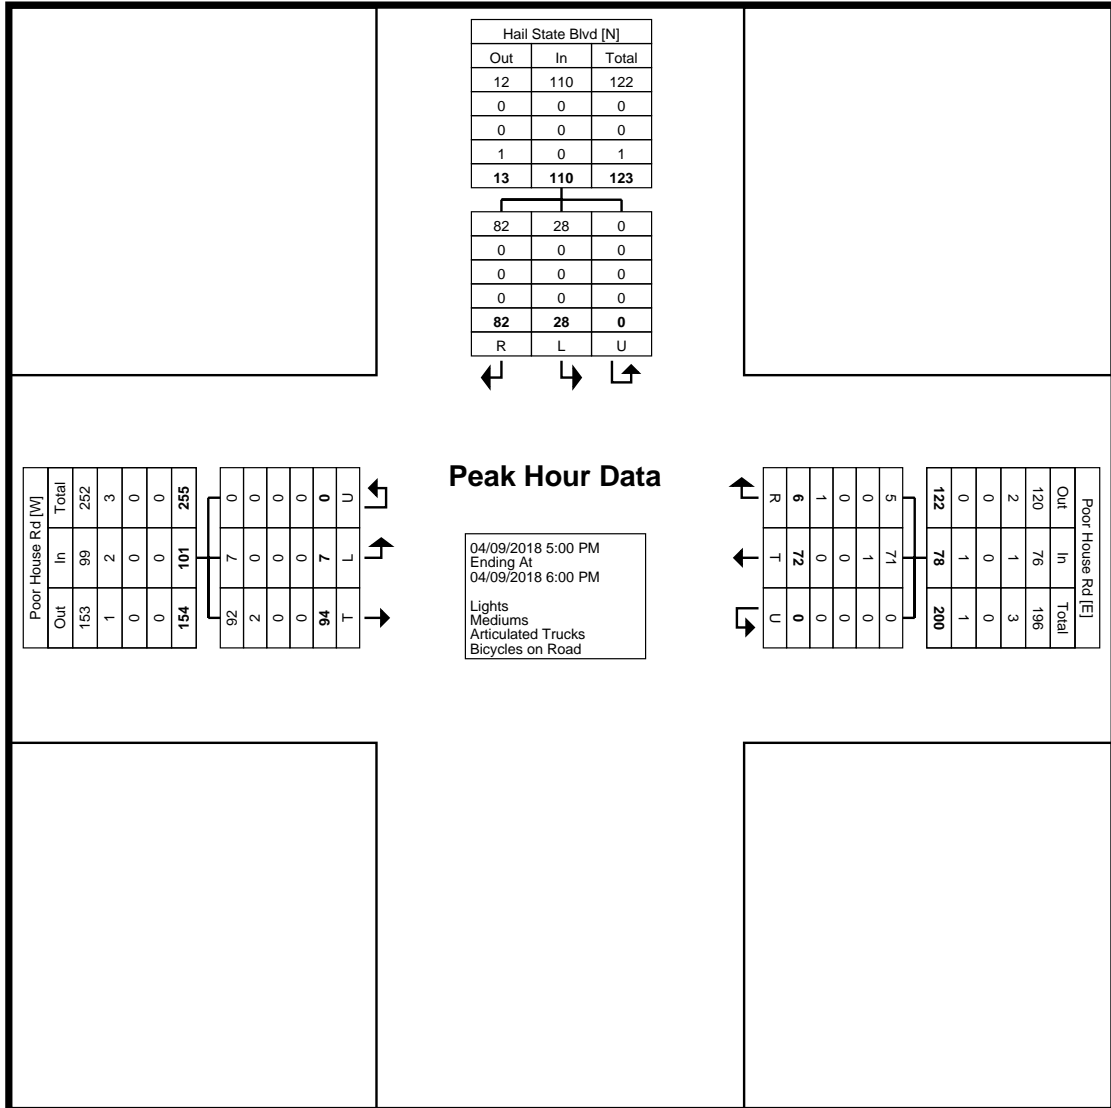 Hail State Blvd [N]
Out In Total
12 110 122
0 0 0
0 0 0
1 0 1
13 110 123
82 28 0
0 0 0
0 0 0
0 0 0
82 28 0
R L U
Poor House Rd [W]
Out In Total
153 99 252
1 2 3
0 0 0
0 0 0
154 101 255
92 7 0
2 0 0
0 0 0
0 0 0
94 7 0
T L U
Peak Hour Data
04/09/2018 5:00 PM
Ending At
04/09/2018 6:00 PM
Lights
Mediums
Articulated Trucks
Bicycles on Road
Poor House Rd [E]
Out In Total
120 76 196
2 1 3
0 0 0
0 1 1
122 78 200
5 71 0
0 1 0
0 0 0
1 0 0
6 72 0
R T U